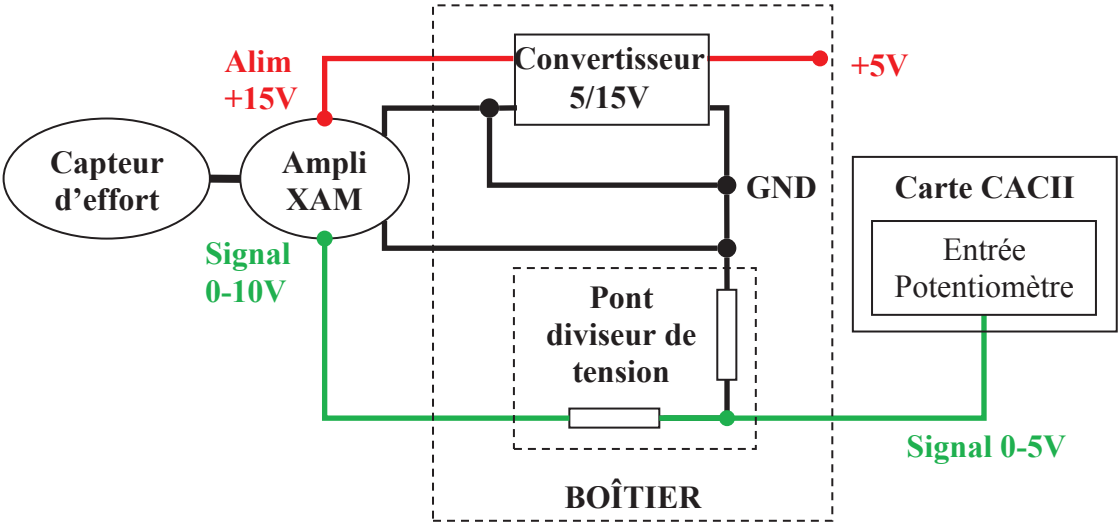 Alim
+15V
Convertisseur
5/15V
+5V
Capteur
d’effort
Ampli
XAM
GND
Carte CACII
Entrée
Potentiomètre
Signal
0-10V
Pont
diviseur de
tension
Signal 0-5V
BOÎTIER